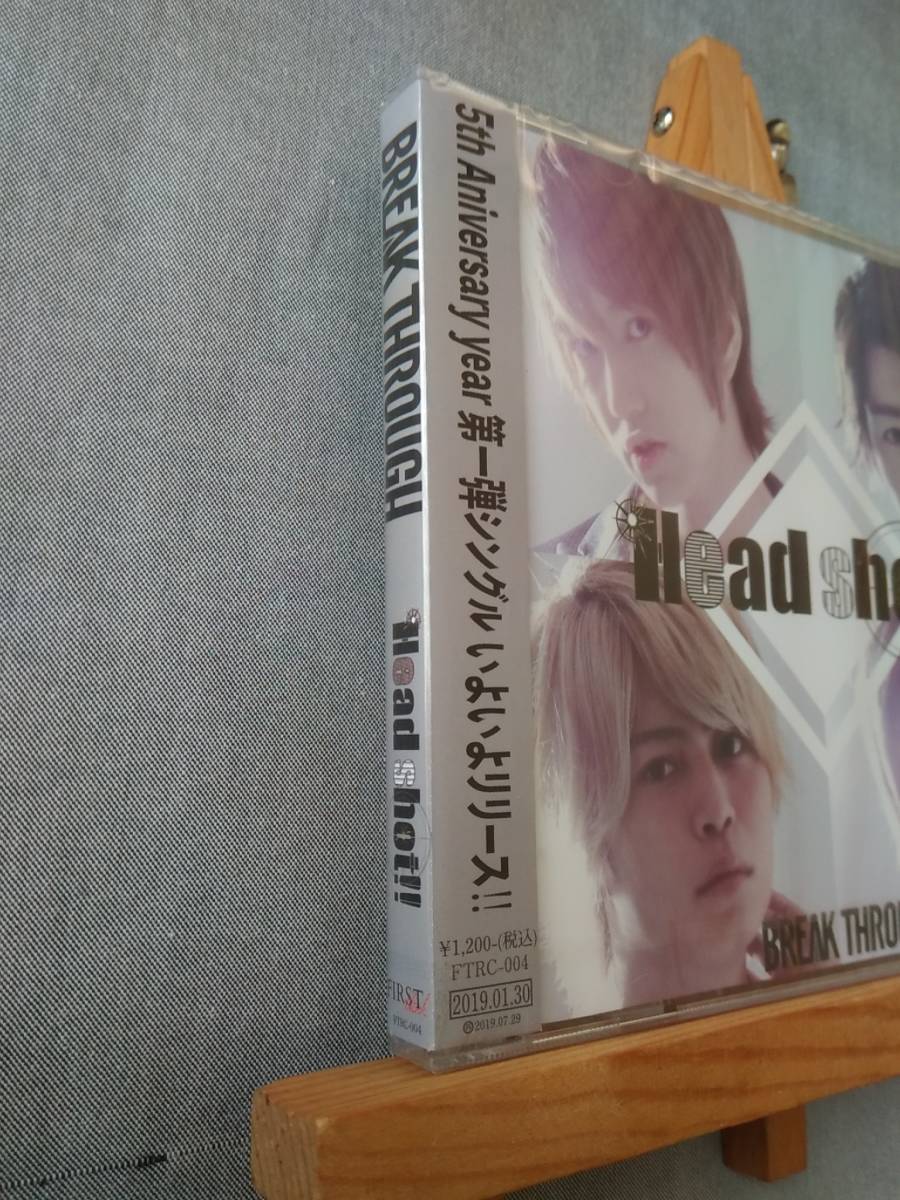 BREAK THROUGH
Head shot!!
FIRST
FTRC-004
5th Aniversary year 第一弾シングル いよいよリリース!!
¥1,200-(税込)
FTRC-004
2019.01.30
Ⓟ2019.07.29
Head sho
BREAK THROU